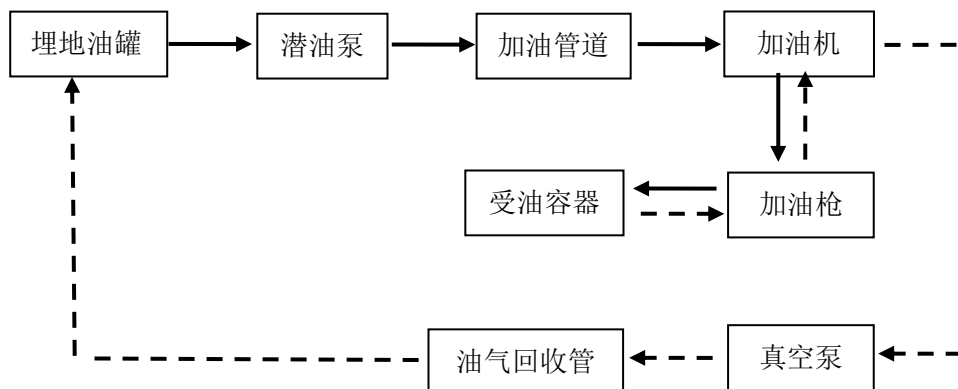 埋地油罐
潜油泵
加油管道
加油机
受油容器
加油枪
油气回收管
真空泵